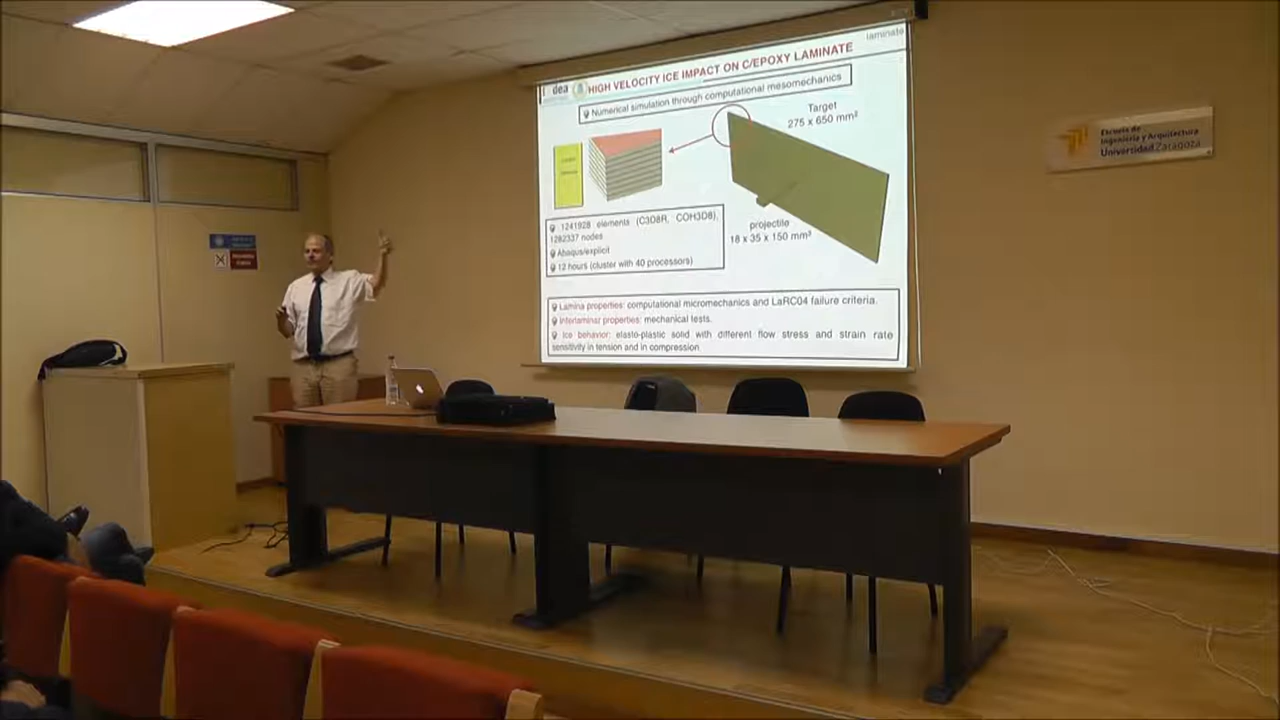 laminate
i dea
HIGH VELOCITY ICE IMPACT ON C/EPOXY LAMINATE
Numerical simulation through computational mesomechanics
Target
275 x 650 mm²
projectile
18 x 35 x 150 mm³
1241928 elements (C3D8R, COH3D8),
1282337 nodes
Abaqus/explicit
12 hours (cluster with 40 processors)
Lamina properties: computational micromechanics and LaRC04 failure criteria.
Interlaminar properties: mechanical tests.
Ice behavior: elasto-plastic solid with different flow stress and strain rate
sensitivity in tension and in compression.
Escuela de
Ingeniería y Arquitectura
Universidad Zaragoza